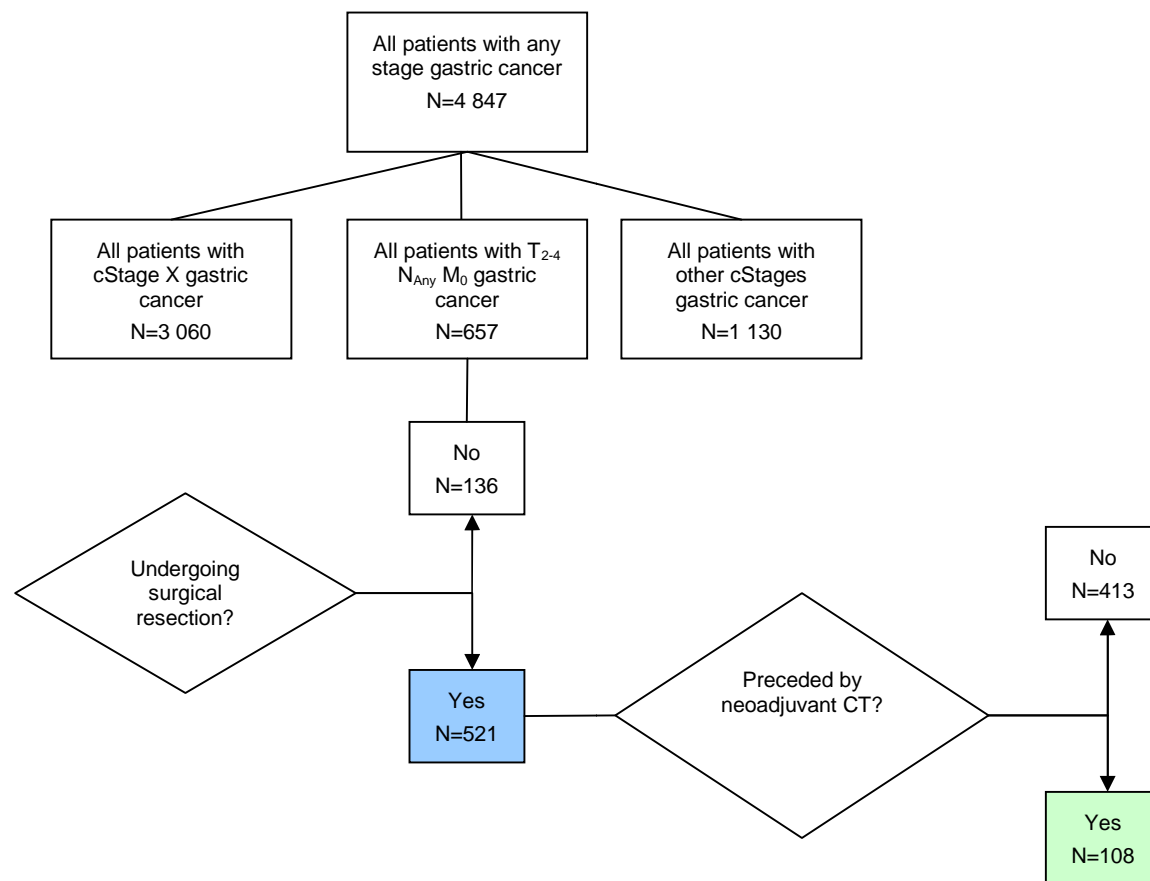 All patients with any
stage gastric cancer
N=4 847
All patients with
cStage X gastric
cancer
N=3 060
All patients with T2-4
NAny M0 gastric
cancer
N=657
All patients with
other cStages
gastric cancer
N=1 130
No
N=136
Undergoing
surgical
resection?
Yes
N=521
Preceded by
neoadjuvant CT?
No
N=413
Yes
N=108